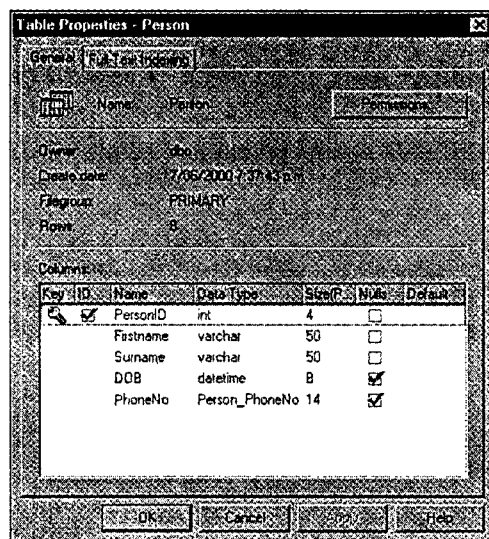 Table Properties - Person
General Full-Text Indexing
Name: Person Permissions...
Owner: dbo
Create date: 7/06/2000 7:37:43 p.m.
Filegroup: PRIMARY
Rows: 8
Columns:
Key ID Name Data Type Size(P... Nulls Default
PersonID int 4
Firstname varchar 50
Surname varchar 50
DOB datetime 8
PhoneNo Person_PhoneNo 14
OK Cancel Apply Help